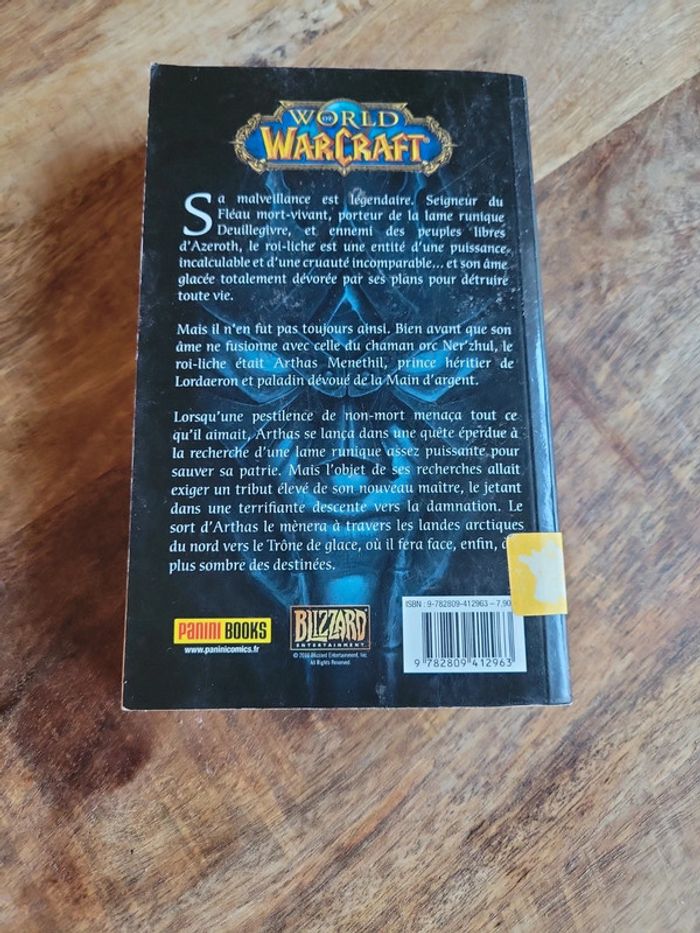 WORLD
OF
WARCRAFT
Sa malveillance est légendaire. Seigneur du
Fléau mort-vivant, porteur de la lame runique
Deuillegivre, et ennemi des peuples libres
d'Azeroth, le roi-liche est une entité d'une puissance
incalculable et d'une cruauté incomparable... et son âme
glacée totalement dévorée par ses plans pour détruire
toute vie.
Mais il n'en fut pas toujours ainsi. Bien avant que son
âme ne fusionne avec celle du chaman orc Ner'zhul, le
roi-liche était Arthas Menethil, prince héritier de
Lordaeron et paladin dévoué de la Main d'argent.
Lorsqu'une pestilence de non-mort menaça tout ce
qu'il aimait, Arthas se lança dans une quête éperdue à
la recherche d'une lame runique assez puissante pour
sauver sa patrie. Mais l'objet de ses recherches allait
exiger un tribut élevé de son nouveau maître, le jetant
dans une terrifiante descente vers la damnation. Le
sort d'Arthas le mènera à travers les landes arctiques
du nord vers le Trône de glace, où il fera face, enfin,
plus sombre des destinées.
ISBN : 9-782809-412963 – 7.90
PANINI BOOKS
www.paninicomics.fr
BLIZZARD
ENTERTAINMENT
© 2010 Blizzard Entertainment, Inc.
All Rights Reserved
9 782809 412963